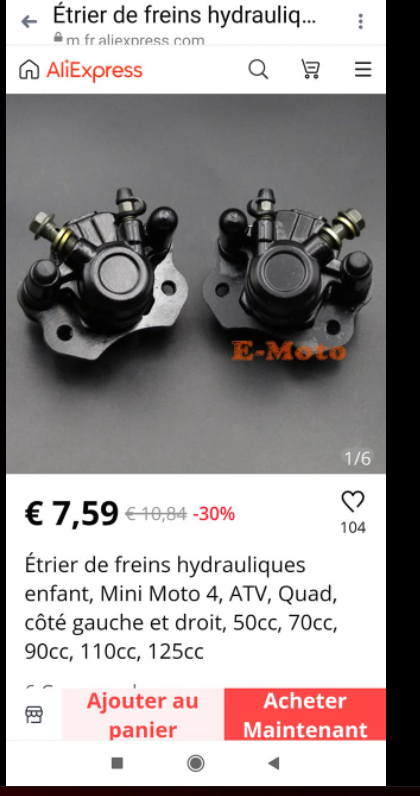 Étrier de freins hydrauliq...
m.fr.aliexpress.com
AliExpress
E-Moto
1/6
€ 7,59 € 10,84 -30%
104
Étrier de freins hydrauliques
enfant, Mini Moto 4, ATV, Quad,
côté gauche et droit, 50cc, 70cc,
90cc, 110cc, 125cc
Ajouter au
panier
Acheter
Maintenant